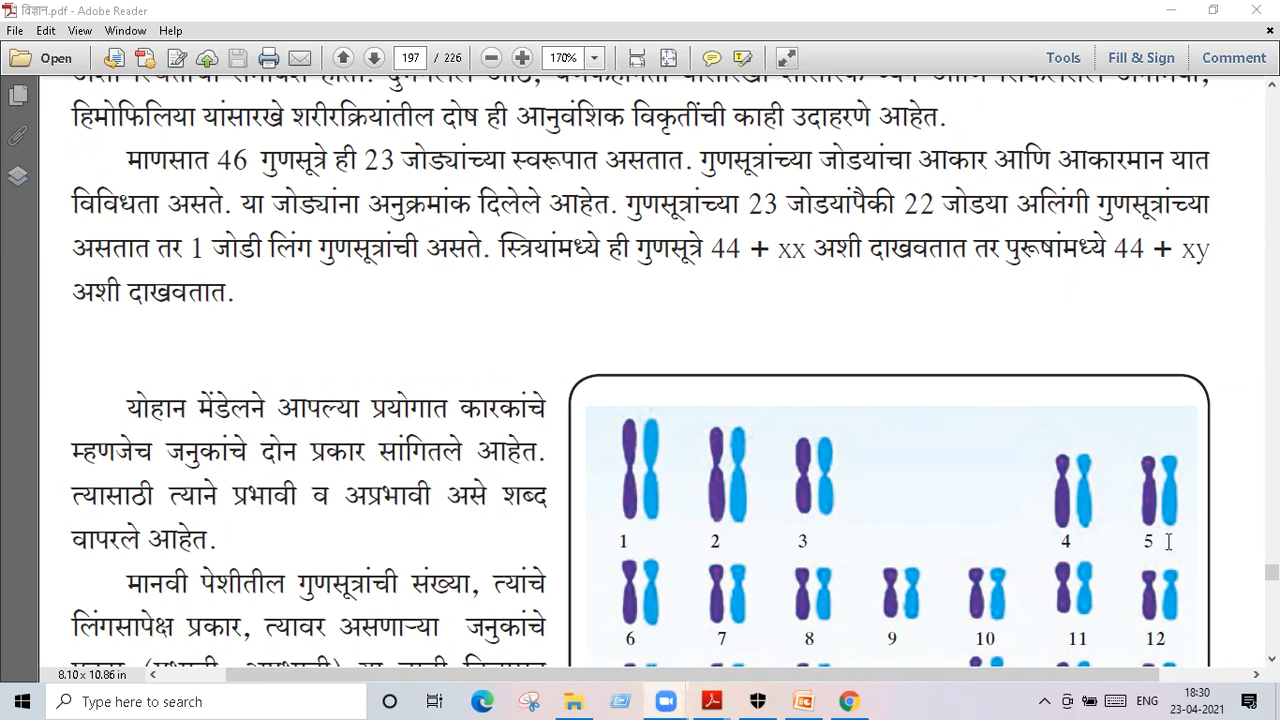 विज्ञान.pdf - Adobe Reader
File Edit View Window Help
Open 197 / 226 170% Tools Fill & Sign Comment
हिमोफिलिया यांसारखे शरीरक्रियांतील दोष ही आनुवंशिक विकृतींची काही उदाहरणे आहेत.
माणसात 46 गुणसूत्रे ही 23 जोड्यांच्या स्वरूपात असतात. गुणसूत्रांच्या जोडयांचा आकार आणि आकारमान यात
विविधता असते. या जोड्यांना अनुक्रमांक दिलेले आहेत. गुणसूत्रांच्या 23 जोडयांपैकी 22 जोडया अलिंगी गुणसूत्रांच्या
असतात तर 1 जोडी लिंग गुणसूत्रांची असते. स्त्रियांमध्ये ही गुणसूत्रे 44 + xx अशी दाखवतात तर पुरूषांमध्ये 44 + xy
अशी दाखवतात.
योहान मेंडेलने आपल्या प्रयोगात कारकांचे
म्हणजेच जनुकांचे दोन प्रकार सांगितले आहेत.
त्यासाठी त्याने प्रभावी व अप्रभावी असे शब्द
वापरले आहेत.
मानवी पेशीतील गुणसूत्रांची संख्या, त्यांचे
लिंगसापेक्ष प्रकार, त्यावर असणाऱ्या जनुकांचे
1 2 3 4 5
6 7 8 9 10 11 12
8.10 x 10.86 in
Type here to search
ENG
18:30
23-04-2021